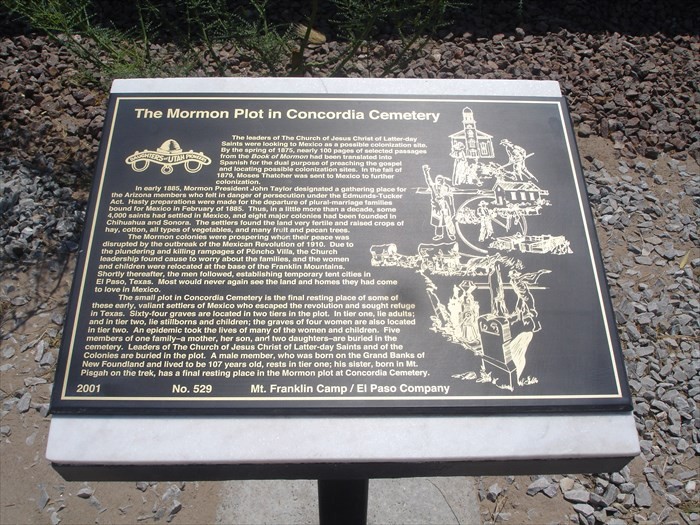 The Mormon Plot in Concordia Cemetery
DAUGHTERS OF UTAH PIONEERS
The leaders of The Church of Jesus Christ of Latter-day
Saints were looking to Mexico as a possible colonization site.
By the spring of 1875, nearly 100 pages of selected passages
from the Book of Mormon had been translated into
Spanish for the dual purpose of preaching the gospel
and locating possible colonization sites. In the fall of
1879, Moses Thatcher was sent to Mexico to further
colonization.
In early 1885, Mormon President John Taylor designated a gathering place for
the Arizona members who felt in danger of persecution under the Edmunds-Tucker
Act. Hasty preparations were made for the departure of plural-marriage families
bound for Mexico in February of 1885. Thus, in a little more than a decade, some
4,000 saints had settled in Mexico, and eight major colonies had been founded in
Chihuahua and Sonora. The settlers found the land very fertile and raised crops of
hay, cotton, all types of vegetables, and many fruit and pecan trees.
The Mormon colonies were prospering when their peace was
disrupted by the outbreak of the Mexican Revolution of 1910. Due to
the plundering and killing rampages of Pancho Villa, the Church
leadership found cause to worry about the families, and the women
and children were relocated at the base of the Franklin Mountains.
Shortly thereafter, the men followed, establishing temporary tent cities in
El Paso, Texas. Most would never again see the land and homes they had come
to love in Mexico.
The small plot in Concordia Cemetery is the final resting place of some of
these early, valiant settlers of Mexico who escaped the revolution and sought refuge
in Texas. Sixty-four graves are located in two tiers in the plot. In tier one, lie adults;
and in tier two, lie stillborns and children; the graves of four women are also located
in tier two. An epidemic took the lives of many of the women and children. Five
members of one family–a mother, her son, and two daughters–are buried in the
cemetery. Leaders of The Church of Jesus Christ of Latter-day Saints and of the
Colonies are buried in the plot. A male member, who was born on the Grand Banks of
New Foundland and lived to be 107 years old, rests in tier one; his sister, born in Mt.
Pisgah on the trek, has a final resting place in the Mormon plot at Concordia Cemetery.
2001 No. 529 Mt. Franklin Camp / El Paso Company